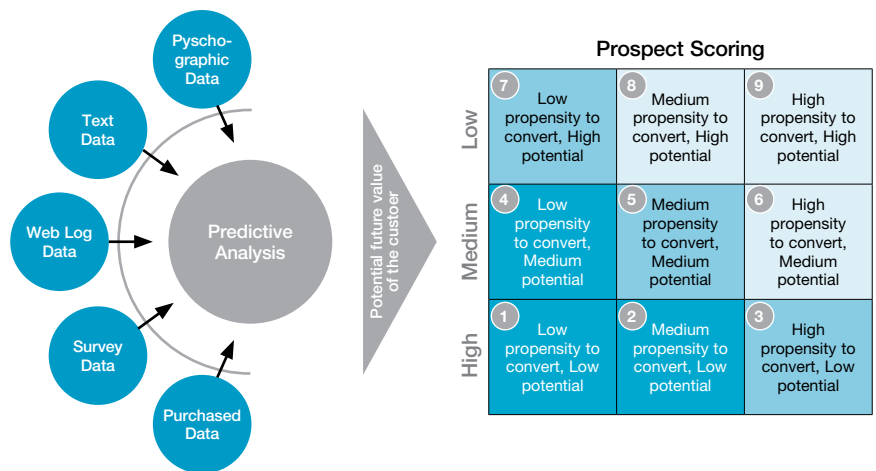 Pyscho-
graphic
Data
Text
Data
Web Log
Data
Survey
Data
Purchased
Data
Predictive
Analysis
Potential future value
of the custoer
Prospect Scoring
Low
7
Low
propensity to
convert, High
potential
8
Medium
propensity to
convert, High
potential
9
High
propensity to
convert, High
potential
Medium
4
Low
propensity
to convert,
Medium
potential
5
Medium
propensity
to convert,
Medium
potential
6
High
propensity
to convert,
Medium
potential
High
1
Low
propensity to
convert, Low
potential
2
Medium
propensity to
convert, Low
potential
3
High
propensity to
convert, Low
potential